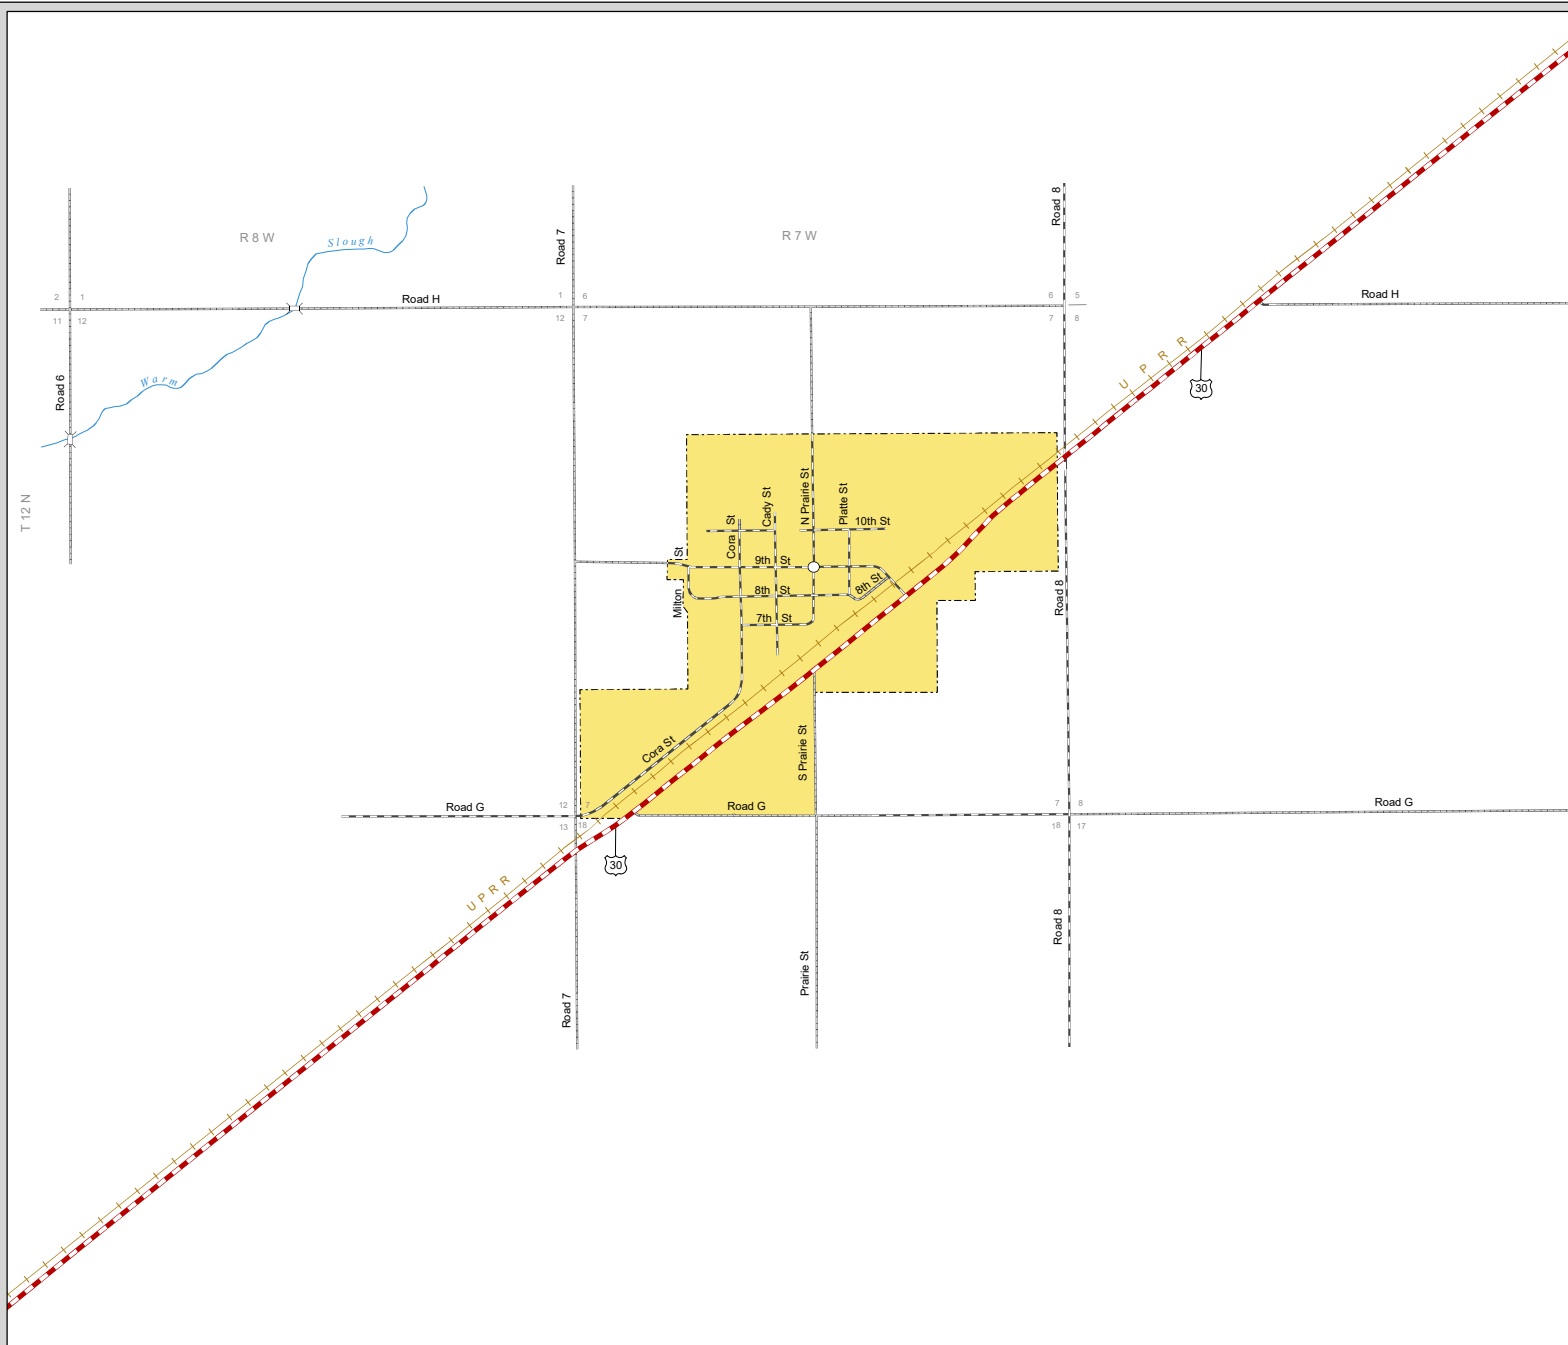 Road 8
R 8 W
Slough
Road 7
R 7 W
2 1
Road H
1 6
6 5
Road H
11 12
12 7
7 8
U P R R
Warm
Road 6
30
T 12 N
N Prairie St
Cady St
Platte St
Cora St
10th St
Milton St
9th St
8th St
8th St
7th St
Road 8
Cora St
S Prairie St
Road G
12 7
Road G
7 8
Road G
13 18
18 17
30
U P R R
Road 8
Prairie St
Road 7